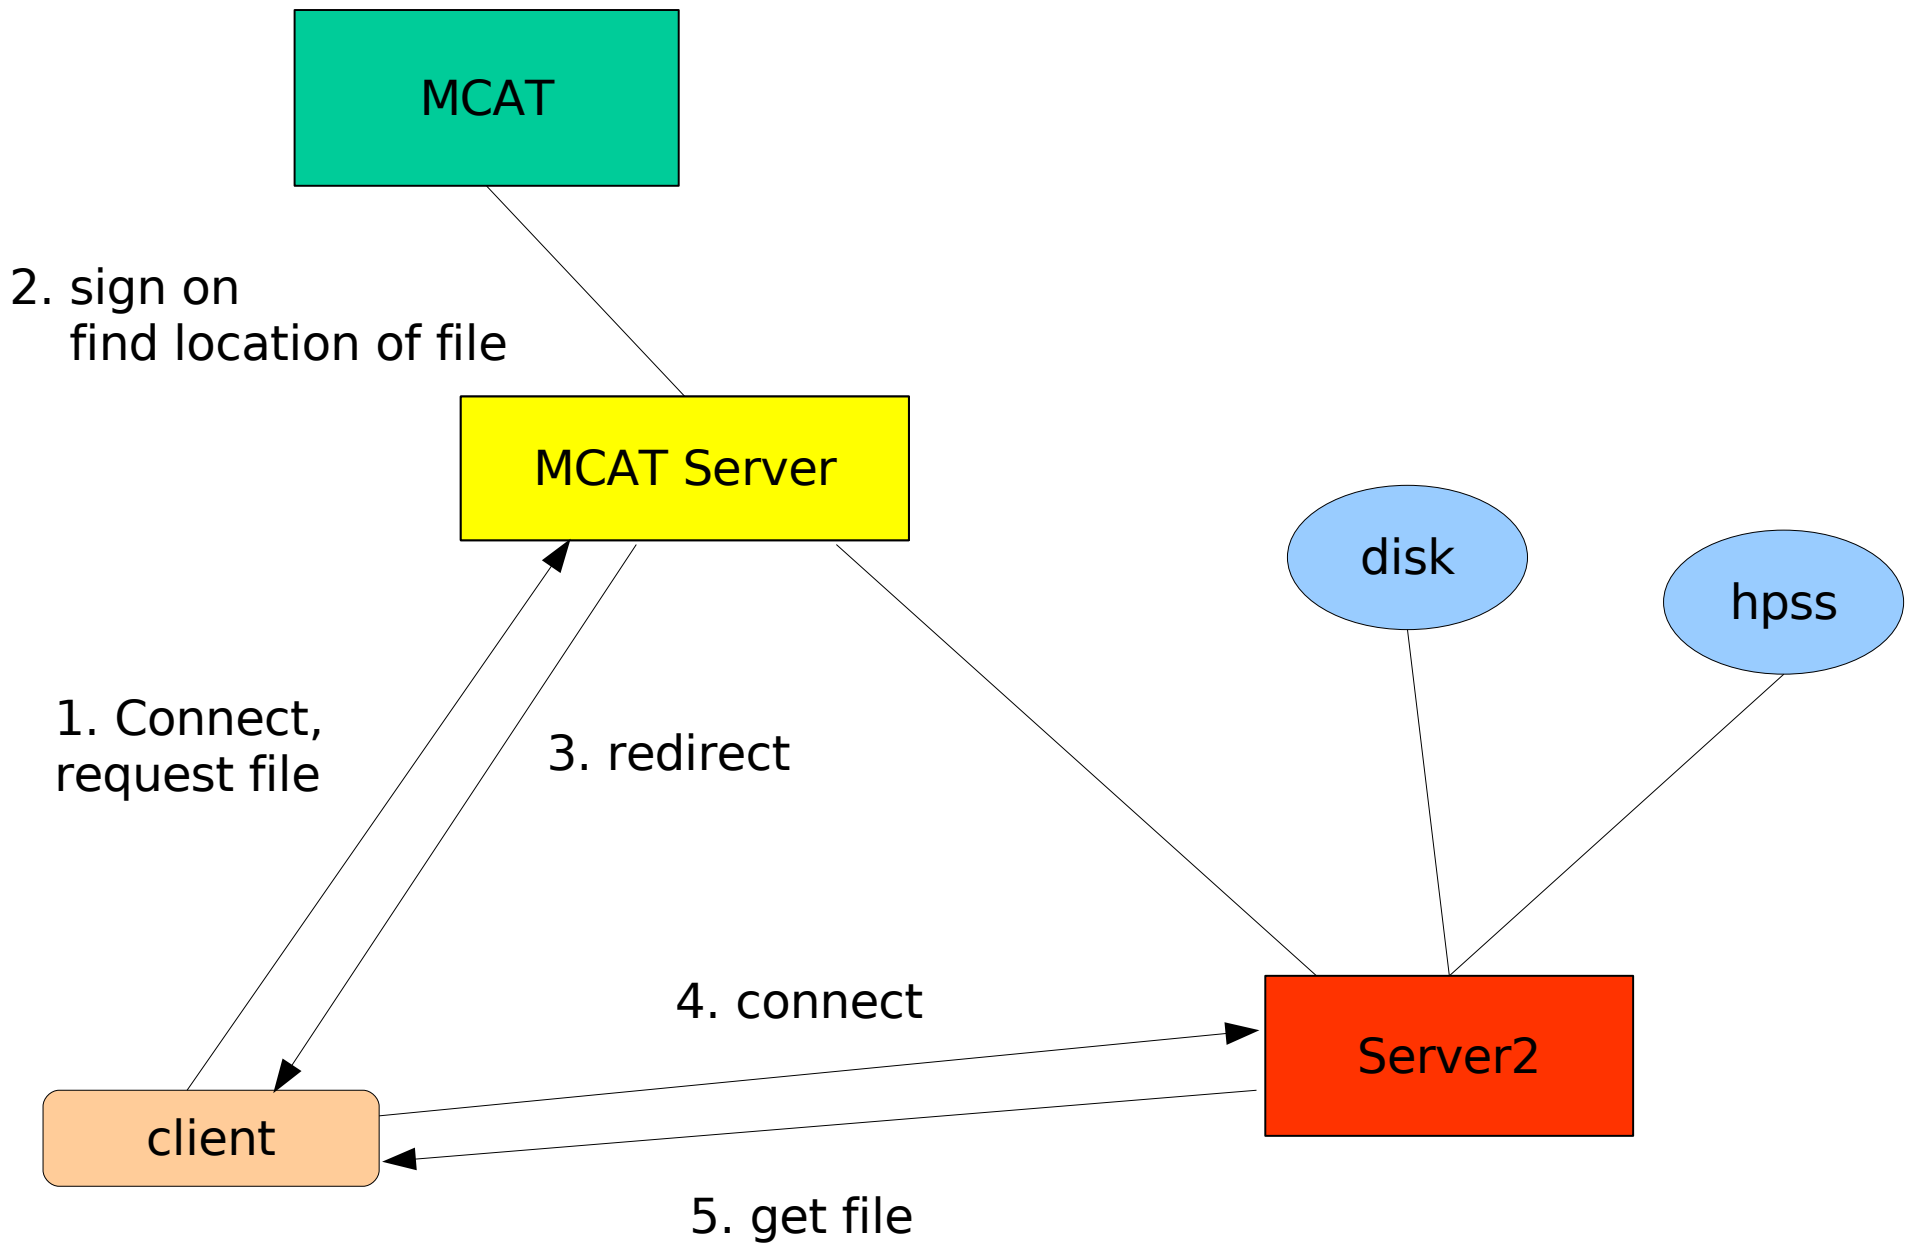 MCAT
2. sign on
find location of file
MCAT Server
disk
hpss
1. Connect,
request file
3. redirect
4. connect
Server2
client
5. get file